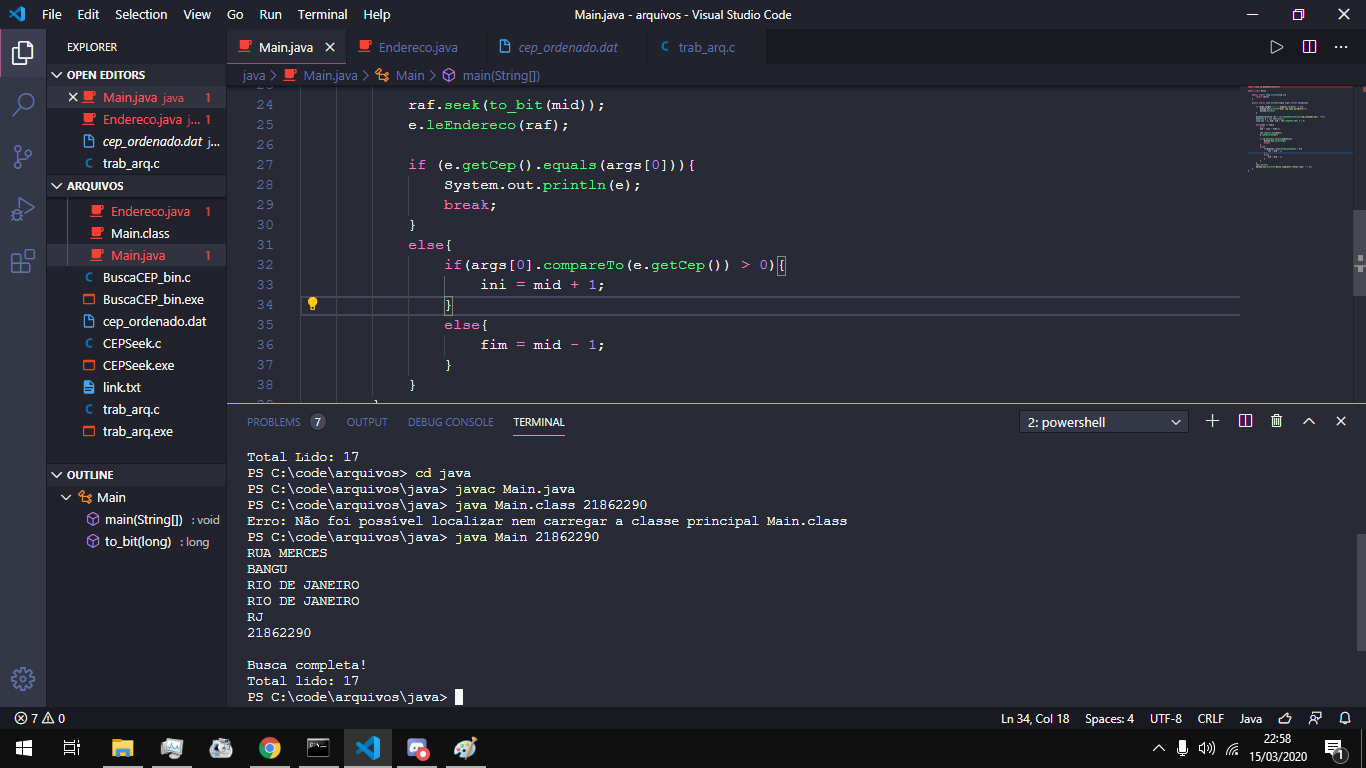 File Edit Selection View Go Run Terminal Help
Main.java - arquivos - Visual Studio Code
EXPLORER
OPEN EDITORS
Main.java java 1
Endereco.java j... 1
cep_ordenado.dat j...
trab_arq.c
ARQUIVOS
Endereco.java 1
Main.class
Main.java 1
BuscaCEP_bin.c
BuscaCEP_bin.exe
cep_ordenado.dat
CEPSeek.c
CEPSeek.exe
link.txt
trab_arq.c
trab_arq.exe
OUTLINE
Main
main(String[]) : void
to_bit(long) : long
Main.java Endereco.java cep_ordenado.dat trab_arq.c
java > Main.java > Main > main(String[])
24 raf.seek(to_bit(mid));
25 e.leEndereco(raf);
26
27 if (e.getCep().equals(args[0])){
28 System.out.println(e);
29 break;
30 }
31 else{
32 if(args[0].compareTo(e.getCep()) > 0){
33 ini = mid + 1;
34 }
35 else{
36 fim = mid - 1;
37 }
38 }
PROBLEMS 7 OUTPUT DEBUG CONSOLE TERMINAL 2: powershell
Total Lido: 17
PS C:\code\arquivos> cd java
PS C:\code\arquivos\java> javac Main.java
PS C:\code\arquivos\java> java Main.class 21862290
Erro: Não foi possível localizar nem carregar a classe principal Main.class
PS C:\code\arquivos\java> java Main 21862290
RUA MERCES
BANGU
RIO DE JANEIRO
RIO DE JANEIRO
RJ
21862290
Busca completa!
Total lido: 17
PS C:\code\arquivos\java>
7 0 Ln 34, Col 18 Spaces: 4 UTF-8 CRLF Java
22:58
15/03/2020
1